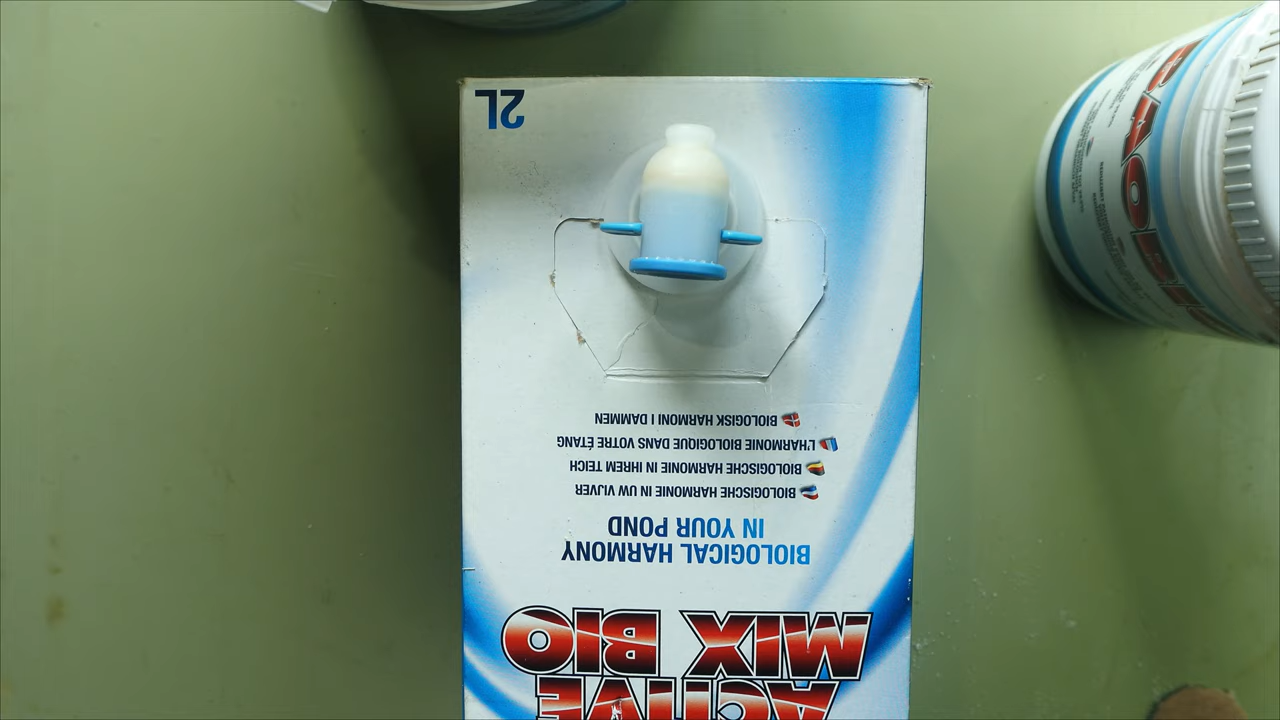 ACTIVE
MIX BIO
BIOLOGICAL HARMONY
IN YOUR POND
BIOLOGISCHE HARMONIE IN UW VIJVER
BIOLOGISCHE HARMONIE IN IHREM TEICH
L'HARMONIE BIOLOGIQUE DANS VOTRE ÉTANG
BIOLOGISK HARMONI I DAMMEN
2L